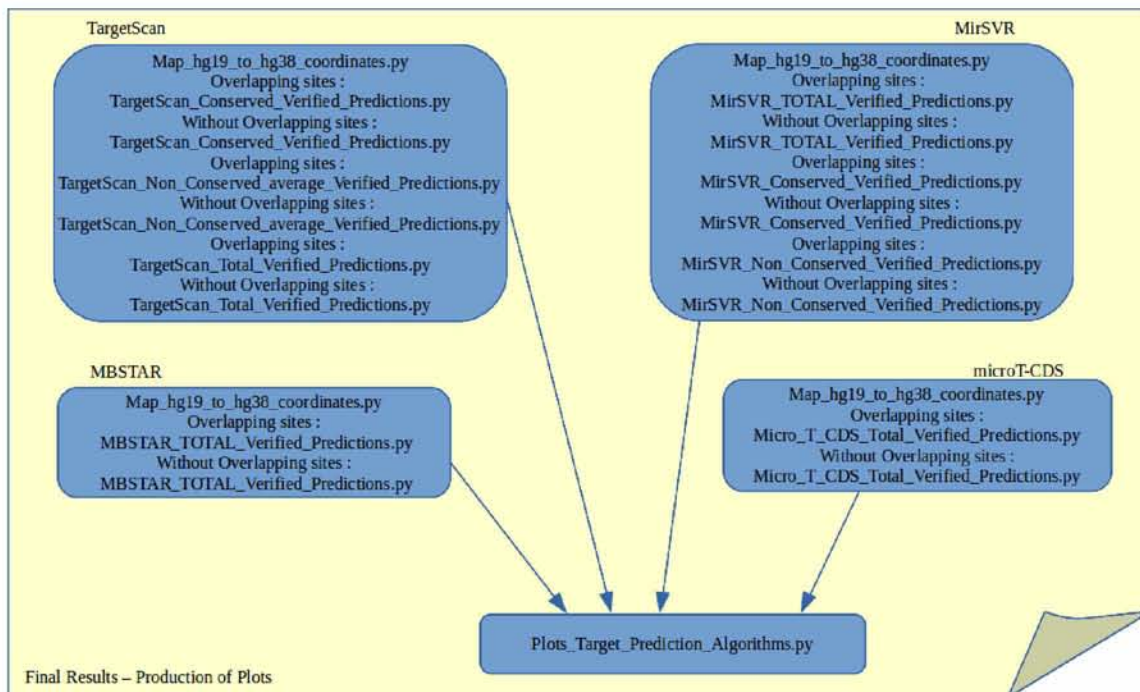 TargetScan
Map_hg19_to_hg38_coordinates.py
Overlapping sites :
TargetScan_Conserved_Verified_Predictions.py
Without Overlapping sites :
TargetScan_Conserved_Verified_Predictions.py
Overlapping sites :
TargetScan_Non_Conserved_average_Verified_Predictions.py
Without Overlapping sites :
TargetScan_Non_Conserved_average_Verified_Predictions.py
Overlapping sites :
TargetScan_Total_Verified_Predictions.py
Without Overlapping sites :
TargetScan_Total_Verified_Predictions.py
MirSVR
Map_hg19_to_hg38_coordinates.py
Overlapping sites :
MirSVR_TOTAL_Verified_Predictions.py
Without Overlapping sites :
MirSVR_TOTAL_Verified_Predictions.py
Overlapping sites :
MirSVR_Conserved_Verified_Predictions.py
Without Overlapping sites :
MirSVR_Conserved_Verified_Predictions.py
Overlapping sites :
MirSVR_Non_Conserved_Verified_Predictions.py
Without Overlapping sites :
MirSVR_Non_Conserved_Verified_Predictions.py
MBSTAR
Map_hg19_to_hg38_coordinates.py
Overlapping sites :
MBSTAR_TOTAL_Verified_Predictions.py
Without Overlapping sites :
MBSTAR_TOTAL_Verified_Predictions.py
microT-CDS
Map_hg19_to_hg38_coordinates.py
Overlapping sites :
Micro_T_CDS_Total_Verified_Predictions.py
Without Overlapping sites :
Micro_T_CDS_Total_Verified_Predictions.py
Plots_Target_Prediction_Algorithms.py
Final Results – Production of Plots